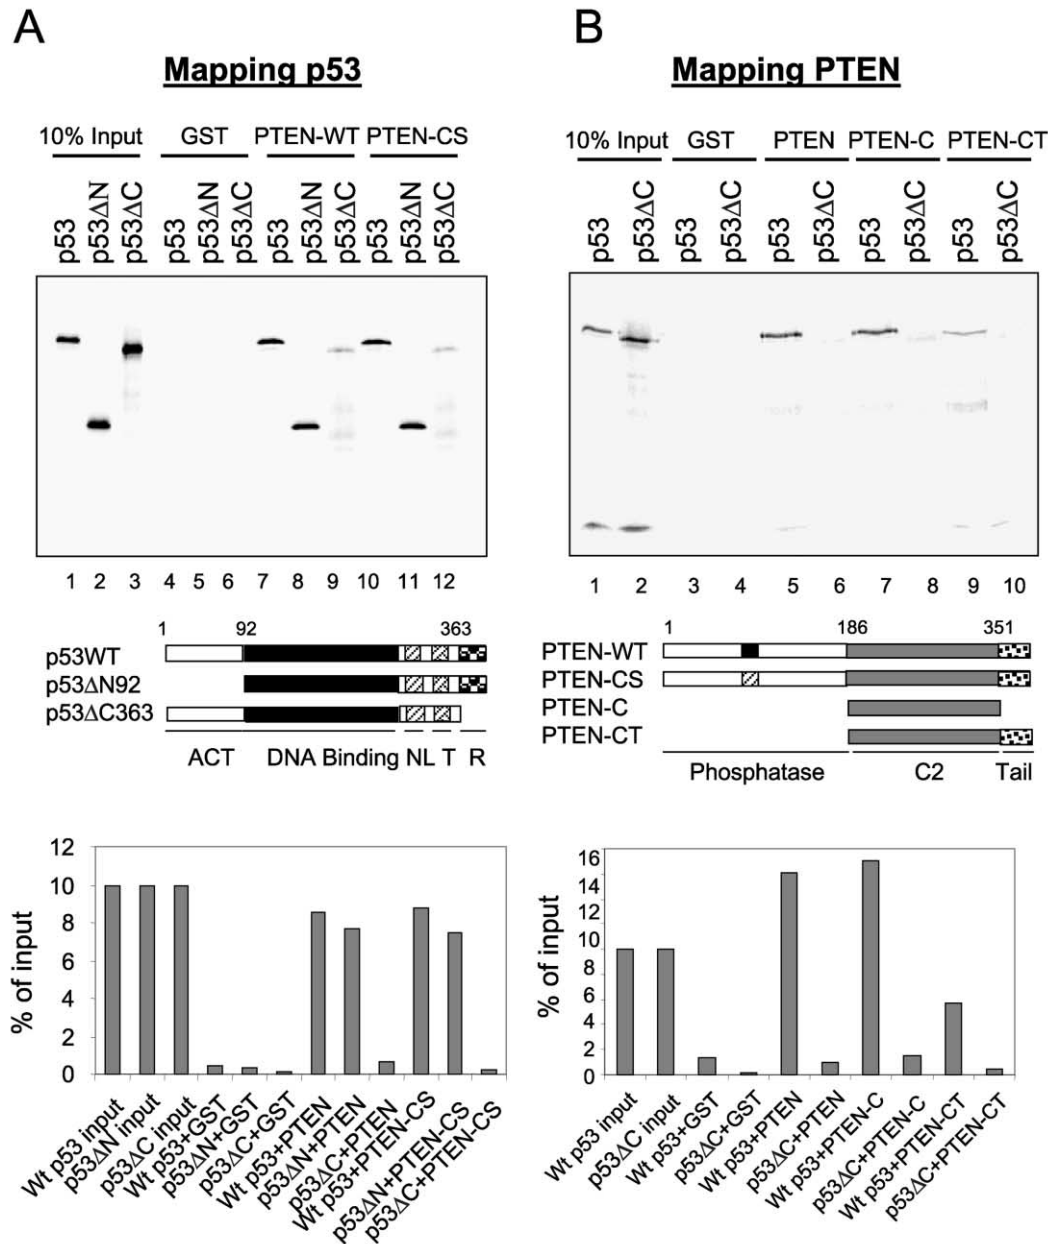 A
Mapping p53
10% Input GST PTEN-WT PTEN-CS
p53 p53ΔN p53ΔC p53 p53ΔN p53ΔC p53 p53ΔN p53ΔC p53 p53ΔN p53ΔC
1 2 3 4 5 6 7 8 9 10 11 12
1 92 363
p53WT
p53ΔN92
p53ΔC363
ACT DNA Binding NL T R
% of input
12
10
8
6
4
2
0
Wt p53 input
p53ΔN input
p53ΔC input
Wt p53+GST
p53ΔN+GST
p53ΔC+GST
Wt p53+PTEN
p53ΔN+PTEN
p53ΔC+PTEN
Wt p53+PTEN-CS
p53ΔN+PTEN-CS
p53ΔC+PTEN-CS
B
Mapping PTEN
10% Input GST PTEN PTEN-C PTEN-CT
p53 p53ΔC p53 p53ΔC p53 p53ΔC p53 p53ΔC p53 p53ΔC
1 2 3 4 5 6 7 8 9 10
1 186 351
PTEN-WT
PTEN-CS
PTEN-C
PTEN-CT
Phosphatase C2 Tail
% of input
16
14
12
10
8
6
4
2
0
Wt p53 input
p53ΔC input
Wt p53+GST
p53ΔC+GST
Wt p53+PTEN
p53ΔC+PTEN
Wt p53+PTEN-C
p53ΔC+PTEN-C
Wt p53+PTEN-CT
p53ΔC+PTEN-CT